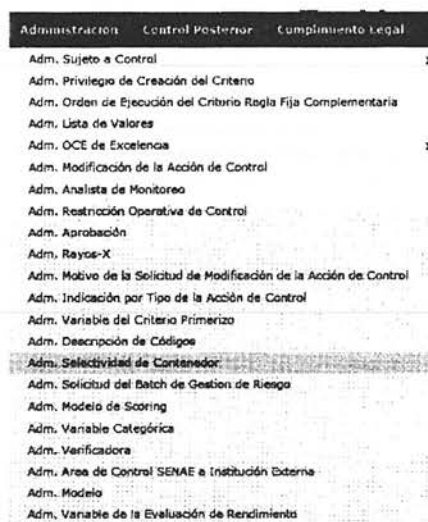 Administración Control Posterior Cumplimiento Legal
Adm. Sujeto a Control
Adm. Privilegio de Creación del Criterio
Adm. Orden de Ejecución del Criterio Regla Fija Complementaria
Adm. Lista de Valores
Adm. OCE de Excelencia
Adm. Modificación de la Acción de Control
Adm. Analista de Monitoreo
Adm. Restricción Operativa de Control
Adm. Aprobación
Adm. Rayos-X
Adm. Motivo de la Solicitud de Modificación de la Acción de Control
Adm. Indicación por Tipo de la Acción de Control
Adm. Variable del Criterio Primerizo
Adm. Descripción de Códigos
Adm. Selectividad de Contenedor
Adm. Solicitud del Batch de Gestion de Riesgo
Adm. Modelo de Scoring
Adm. Variable Categórica
Adm. Verificadora
Adm. Area de Control SENAE e Institución Externa
Adm. Modelo
Adm. Variable de la Evaluación de Rendimiento